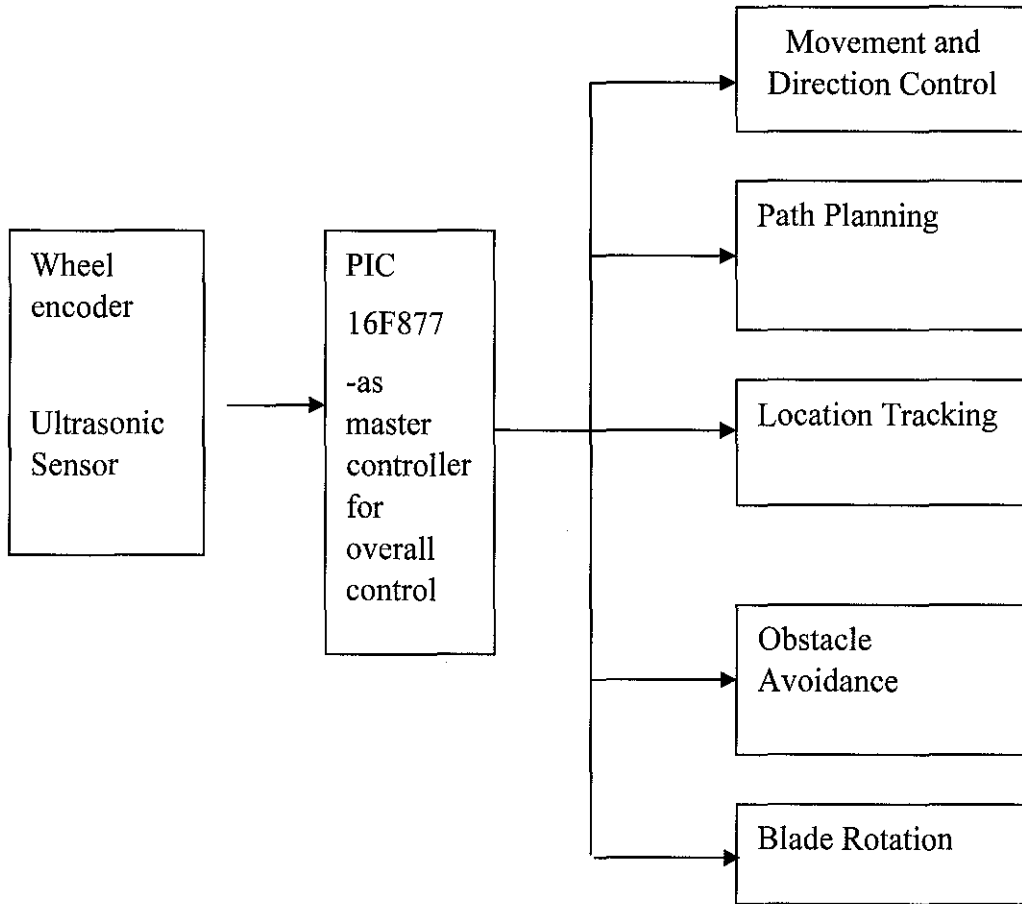 Wheel
encoder
Ultrasonic
Sensor
PIC
16F877
-as
master
controller
for
overall
control
Movement and
Direction Control
Path Planning
Location Tracking
Obstacle
Avoidance
Blade Rotation